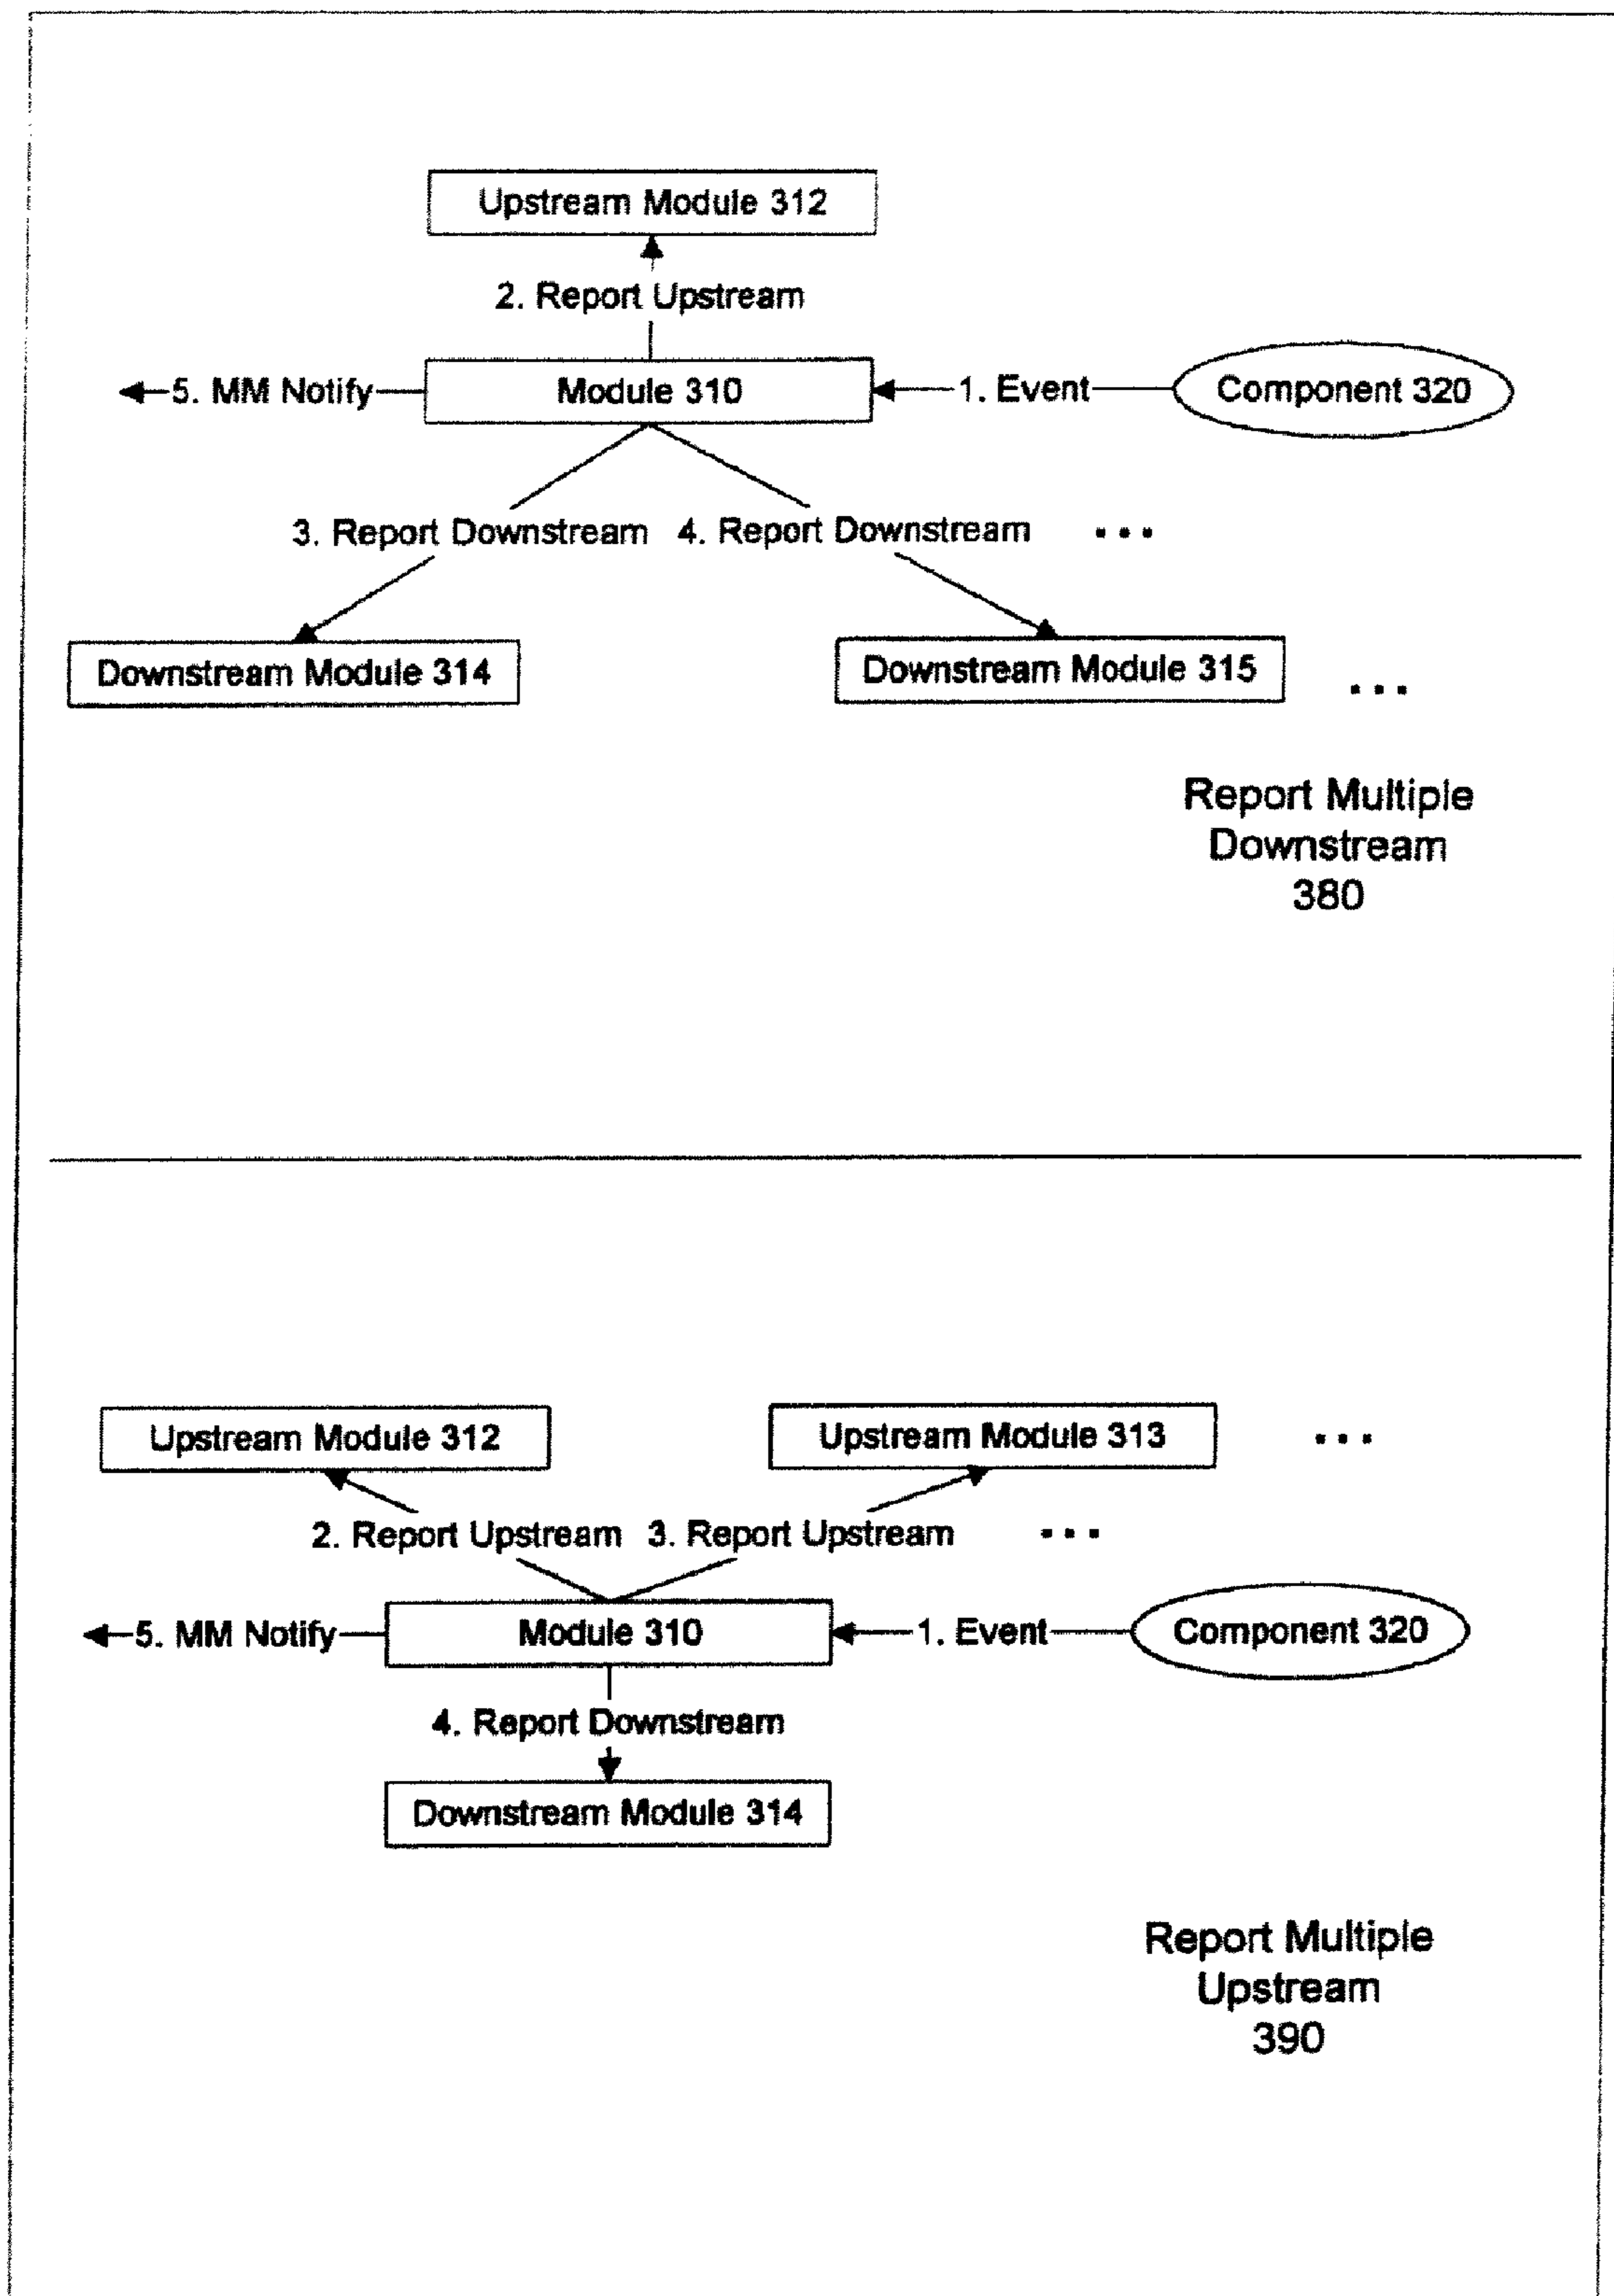 Upstream Module 312
2. Report Upstream
5. MM Notify
Module 310
1. Event
Component 320
3. Report Downstream
4. Report Downstream
...
Downstream Module 314
Downstream Module 315
...
Report Multiple
Downstream
380
Upstream Module 312
Upstream Module 313
...
2. Report Upstream
3. Report Upstream
...
5. MM Notify
Module 310
1. Event
Component 320
4. Report Downstream
Downstream Module 314
Report Multiple
Upstream
390